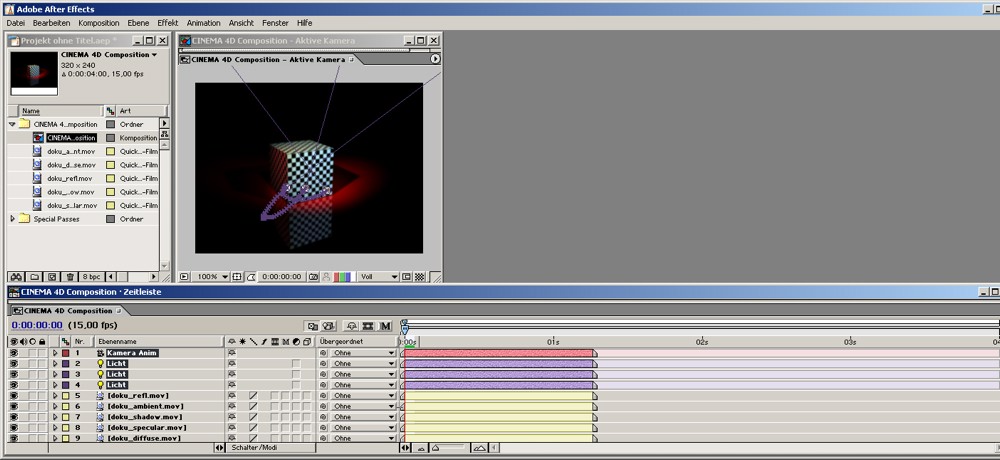 Adobe After Effects
Datei Bearbeiten Komposition Ebene Effekt Animation Ansicht Fenster Hilfe
Projekt ohne Titel.aep *
CINEMA 4D Composition
320 x 240
Δ 0:00:04:00, 15,00 fps
Name Art
CINEMA 4...mposition Ordner
CINEMA...osition Komposition
doku_a...nt.mov Quick...-Film
doku_d...se.mov Quick...-Film
doku_refl.mov Quick...-Film
doku_...ow.mov Quick...-Film
doku_s...lar.mov Quick...-Film
Special Passes Ordner
8 bpc
CINEMA 4D Composition - Aktive Kamera
CINEMA 4D Composition - Aktive Kamera
100% 0:00:00:00 Voll
CINEMA 4D Composition · Zeitleiste
CINEMA 4D Composition
0:00:00:00 (15,00 fps)
Nr. Ebenenname Übergeordnet :00s 01s 02s 03s
1 Kamera Anim Ohne
2 Licht Ohne
3 Licht Ohne
4 Licht Ohne
5 [doku_refl.mov] Ohne
6 [doku_ambient.mov] Ohne
7 [doku_shadow.mov] Ohne
8 [doku_specular.mov] Ohne
9 [doku_diffuse.mov] Ohne
Schalter/Modi